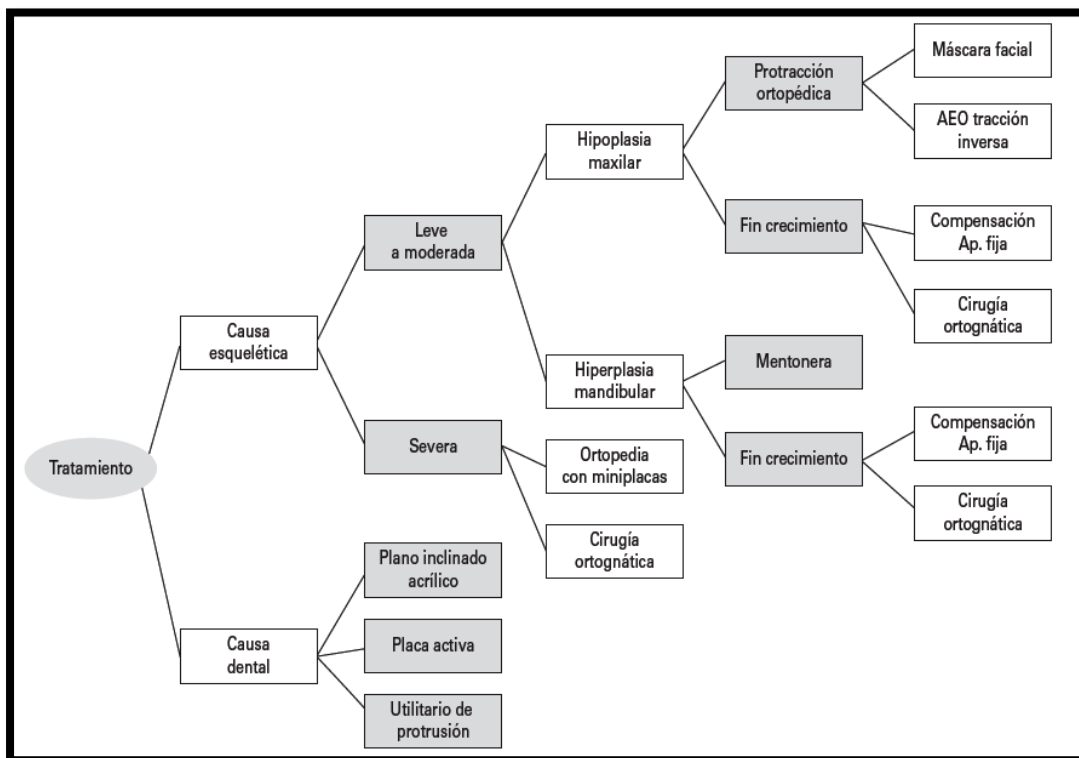 Tratamiento
Causa
esquelética
Causa
dental
Leve
a moderada
Severa
Plano inclinado
acrílico
Placa activa
Utilitario de
protrusión
Hipoplasia
maxilar
Hiperplasia
mandibular
Ortopedia
con miniplacas
Cirugía
ortognática
Protracción
ortopédica
Fin crecimiento
Mentonera
Fin crecimiento
Máscara facial
AEO tracción
inversa
Compensación
Ap. fija
Cirugía
ortognática
Compensación
Ap. fija
Cirugía
ortognática